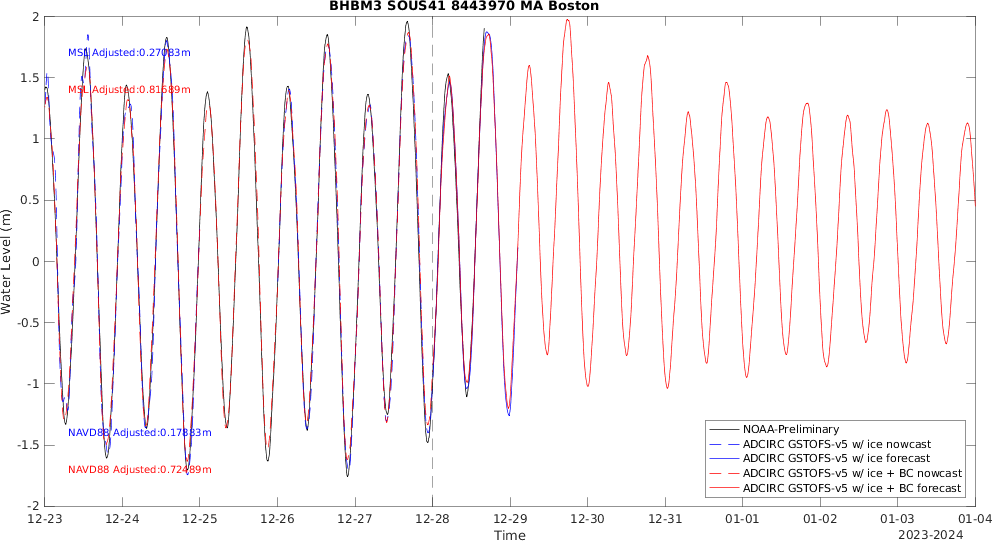 BHBM3 SOUS41 8443970 MA Boston
Water Level (m)
2
1.5
1
0.5
0
-0.5
-1
-1.5
-2
MSL Adjusted:0.27083m
MSL Adjusted:0.81689m
NAVD88 Adjusted:0.17883m
NAVD88 Adjusted:0.72489m
NOAA-Preliminary
ADCIRC GSTOFS-v5 w/ ice nowcast
ADCIRC GSTOFS-v5 w/ ice forecast
ADCIRC GSTOFS-v5 w/ ice + BC nowcast
ADCIRC GSTOFS-v5 w/ ice + BC forecast
12-23 12-24 12-25 12-26 12-27 12-28 12-29 12-30 12-31 01-01 01-02 01-03 01-04
Time
2023-2024